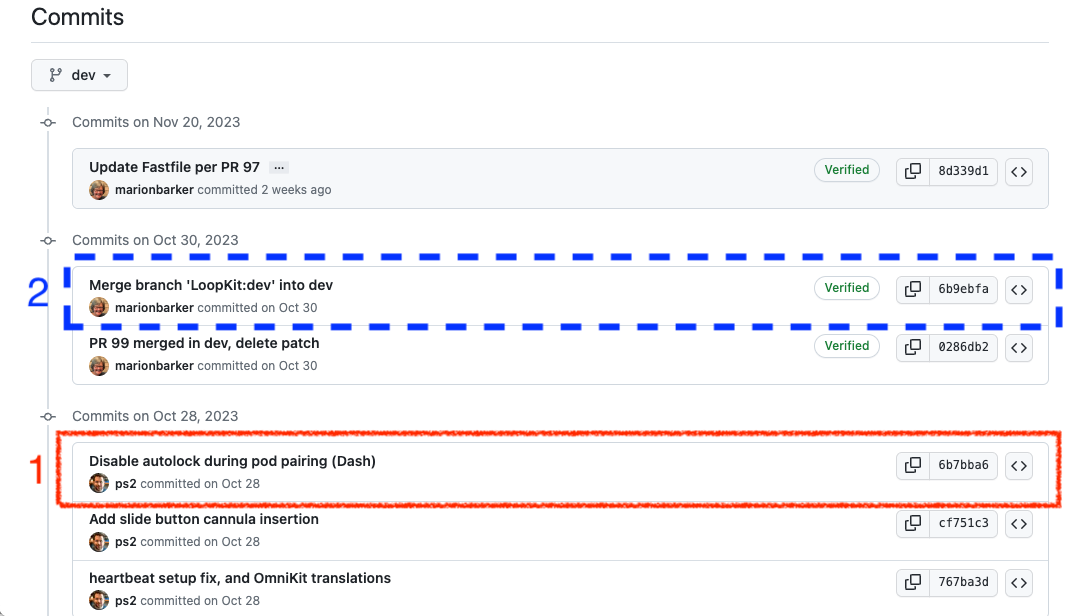 Commits
dev
Commits on Nov 20, 2023
Update Fastfile per PR 97 ...
Verified
8d339d1
marionbarker committed 2 weeks ago
Commits on Oct 30, 2023
2
Merge branch 'LoopKit:dev' into dev
Verified
6b9ebfa
marionbarker committed on Oct 30
PR 99 merged in dev, delete patch
Verified
0286db2
marionbarker committed on Oct 30
Commits on Oct 28, 2023
1
Disable autolock during pod pairing (Dash)
6b7bba6
ps2 committed on Oct 28
Add slide button cannula insertion
cf751c3
ps2 committed on Oct 28
heartbeat setup fix, and OmniKit translations
767ba3d
ps2 committed on Oct 28